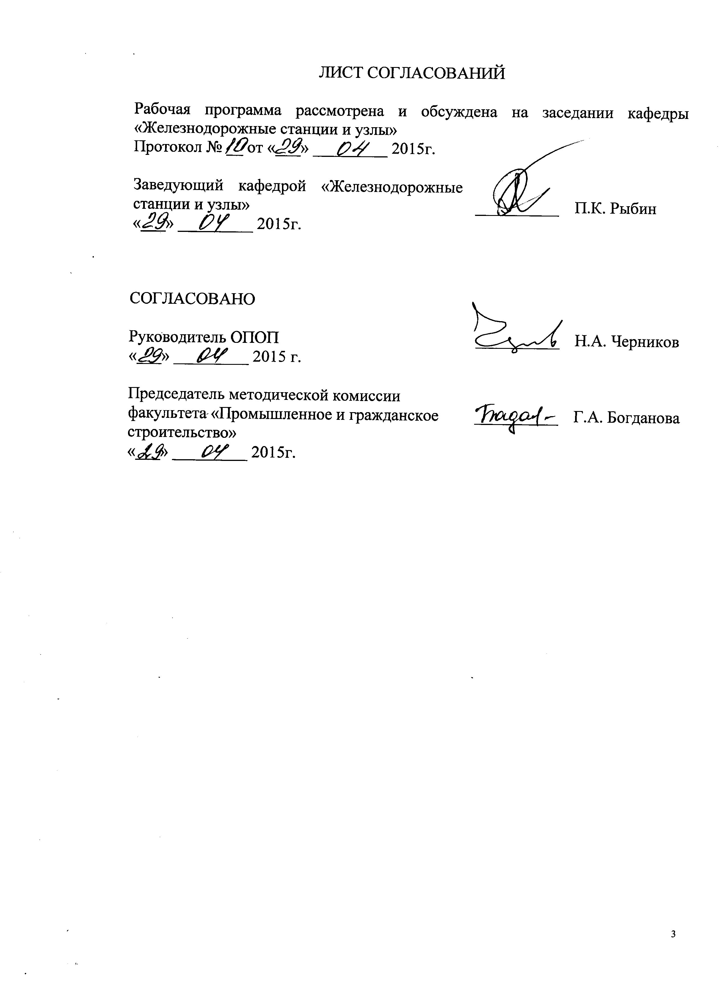 ЛИСТ СОГЛАСОВАНИЙ
Рабочая программа рассмотрена и обсуждена на заседании кафедры
«Железнодорожные станции и узлы»
Протокол № 10 от «29» 04 2015г.
Заведующий кафедрой «Железнодорожные
станции и узлы» П.К. Рыбин
«29» 04 2015г.
СОГЛАСОВАНО
Руководитель ОПОП Н.А. Черников
«29» 04 2015 г.
Председатель методической комиссии
факультета «Промышленное и гражданское Г.А. Богданова
строительство»
«29» 04 2015г.
3